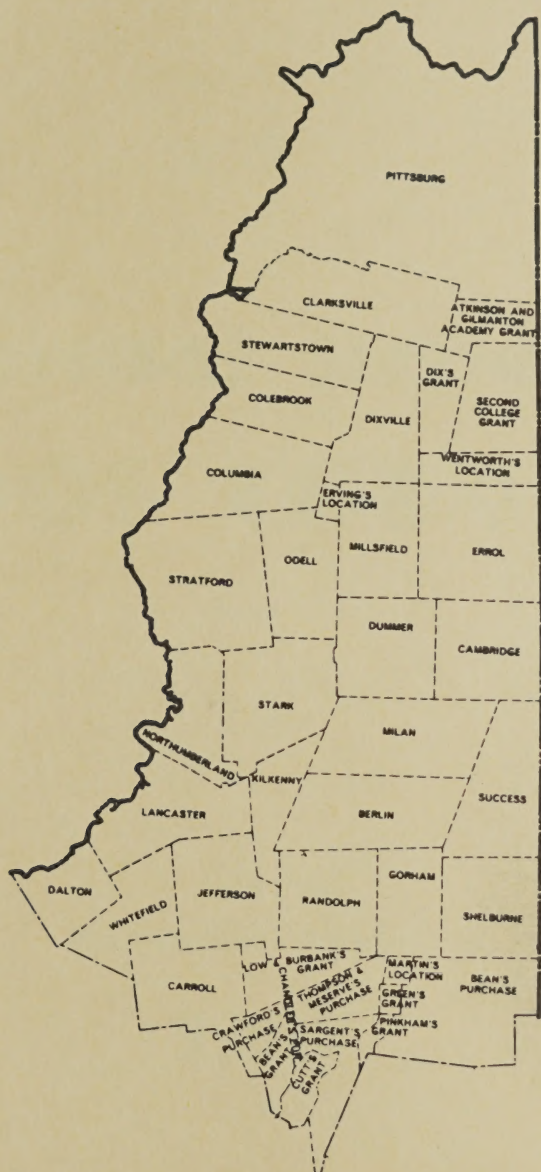 PITTSBURG
CLARKSVILLE
ATKINSON AND
GILMANTON
ACADEMY GRANT
STEWARTSTOWN
DIX'S
GRANT
COLEBROOK
SECOND
COLLEGE
GRANT
DIXVILLE
WENTWORTH'S
LOCATION
COLUMBIA
ERVING'S
LOCATION
MILLSFIELD
ERROL
ODELL
STRATFORD
DUMMER
CAMBRIDGE
STARK
MILAN
NORTHUMBERLAND
KILKENNY
SUCCESS
LANCASTER
BERLIN
GORHAM
DALTON
JEFFERSON
RANDOLPH
WHITEFIELD
SHELBURNE
LOW &
BURBANK'S
GRANT
MARTIN'S
LOCATION
BEAN'S
PURCHASE
CARROLL
THOMPSON &
MESERVE'S
PURCHASE
GREEN'S
GRANT
CRAWFORD'S
PURCHASE
BEAN'S
GRANT
SARGENT'S
PURCHASE
PINKHAM'S
GRANT
CUTT'S
GRANT